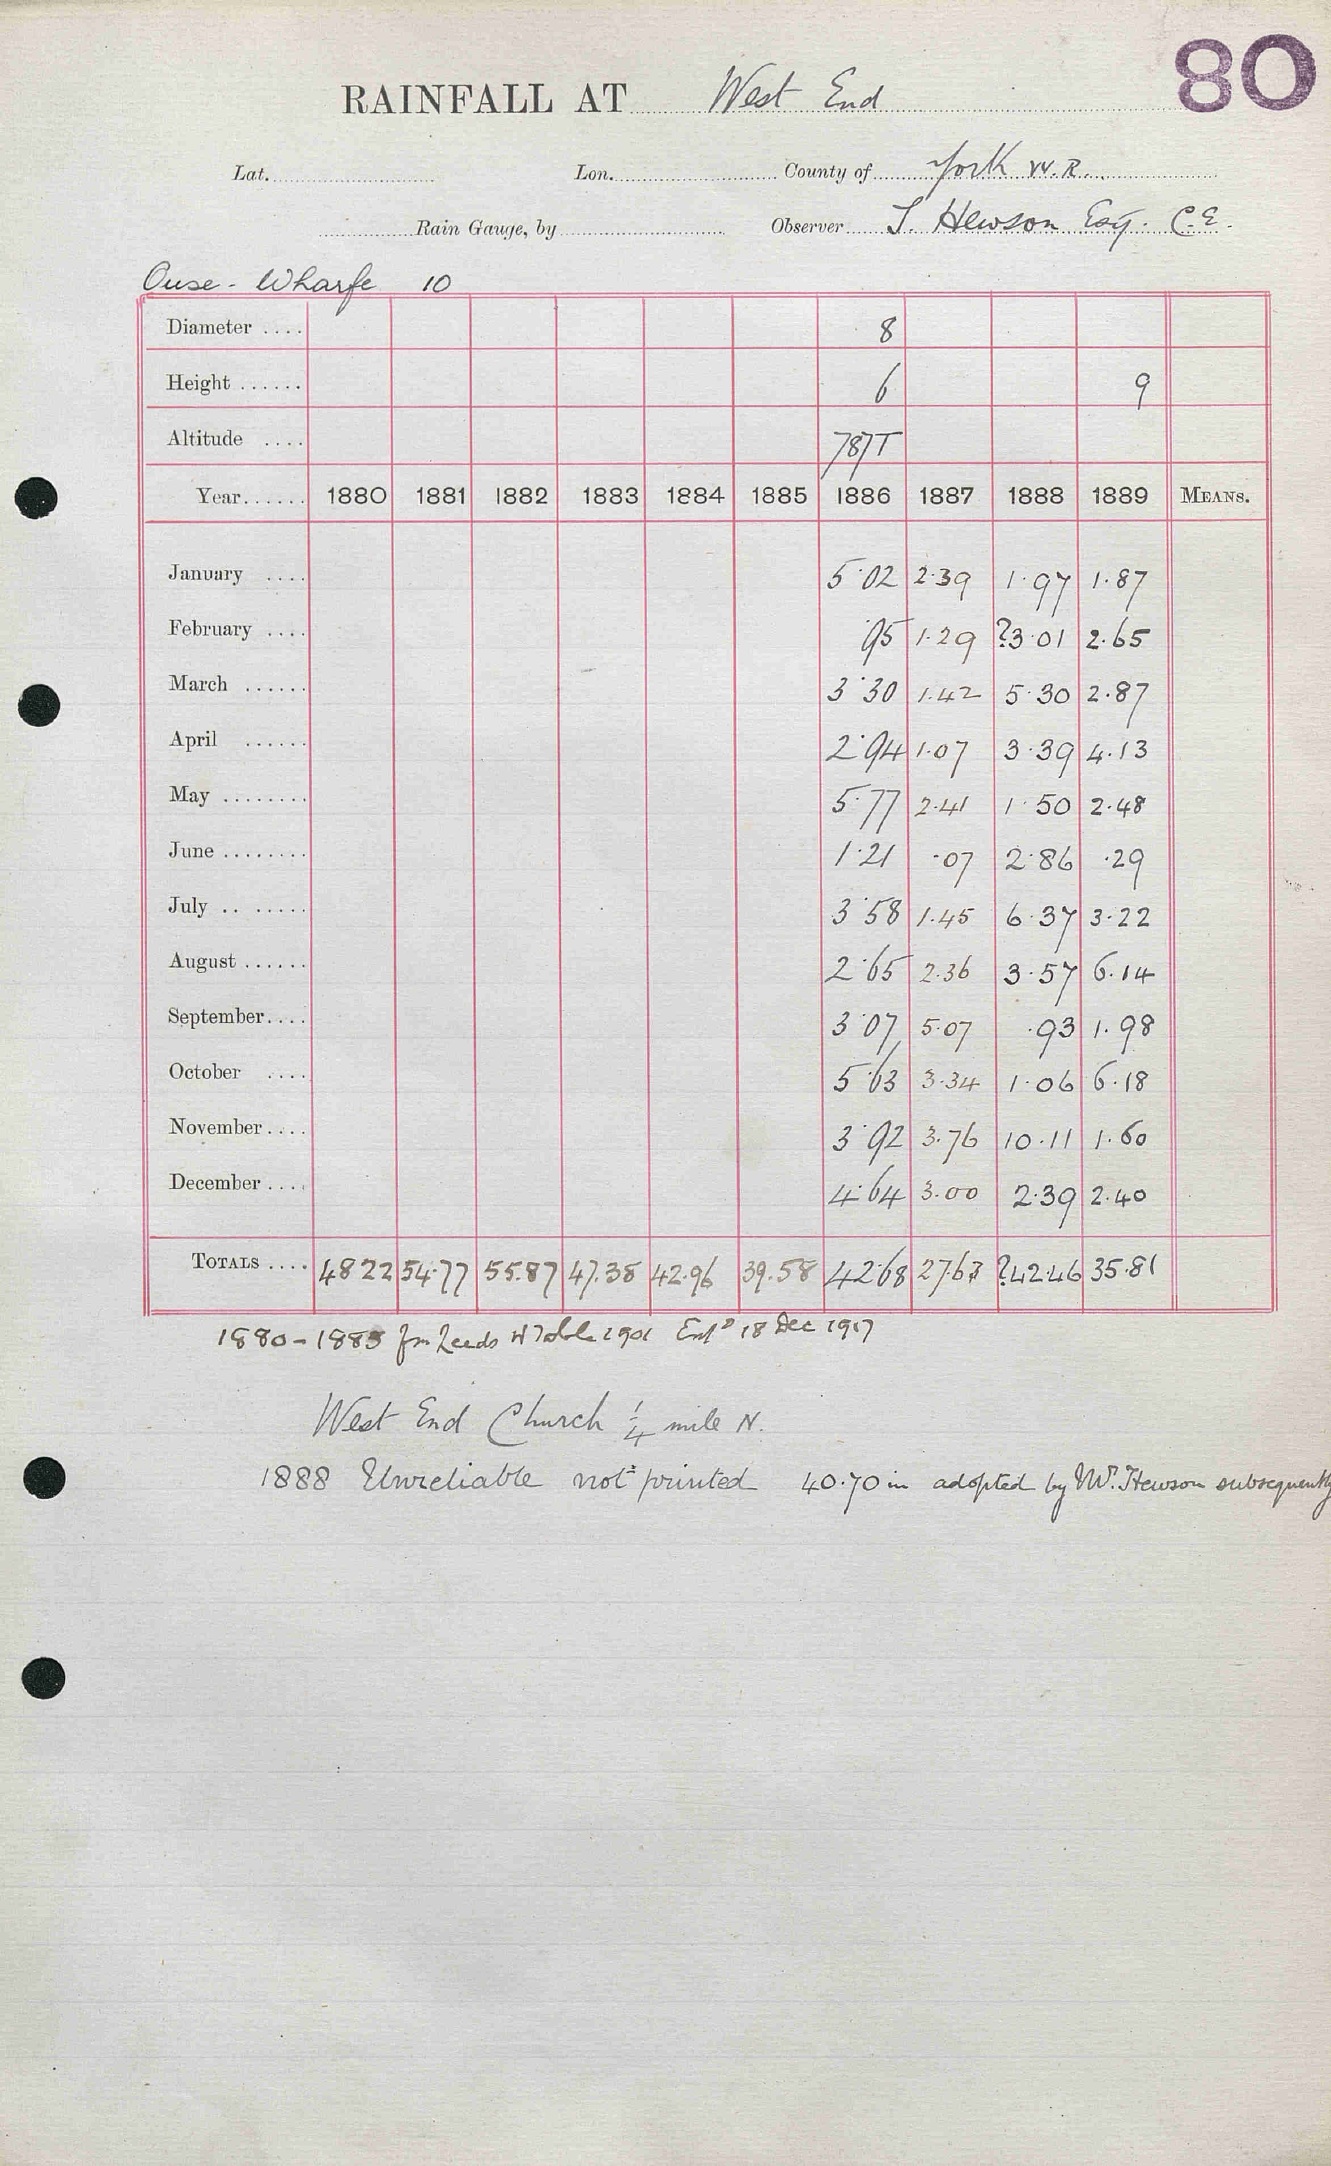 80
RAINFALL AT West End
Lat. Lon. County of York W.R.
Rain Gauge, by Observer T. Hewson Esq. C.E.
Ouse - Wharfe 10
Diameter .... 8
Height ...... 6 9
Altitude .... 787T
Year...... 1880 1881 1882 1883 1884 1885 1886 1887 1888 1889 MEANS.
January .... 5·02 2·39 1·97 1·87
February .... ·95 1·29 ?3·01 2·65
March ...... 3·30 1·42 5·30 2·87
April ...... 2·94 1·07 3·39 4·13
May ........ 5·77 2·41 1·50 2·48
June ........ 1·21 ·07 2·86 ·29
July .. ..... 3·58 1·45 6·37 3·22
August ...... 2·65 2·36 3·57 6·14
September.... 3·07 5·07 ·93 1·98
October .... 5·63 3·34 1·06 6·18
November.... 3·92 3·76 10·11 1·60
December .... 4·64 3·00 2·39 2·40
TOTALS .... 48 22 54·77 55·87 47·38 42·96 39·58 42·68 27·63 ?42·46 35·81
1880-1885 fm Leeds 1901 Entd 18 Dec 1917
West End Church ¼ mile N.
1888 Unreliable not printed 40·70 in adopted by Mr. Hewson subsequently